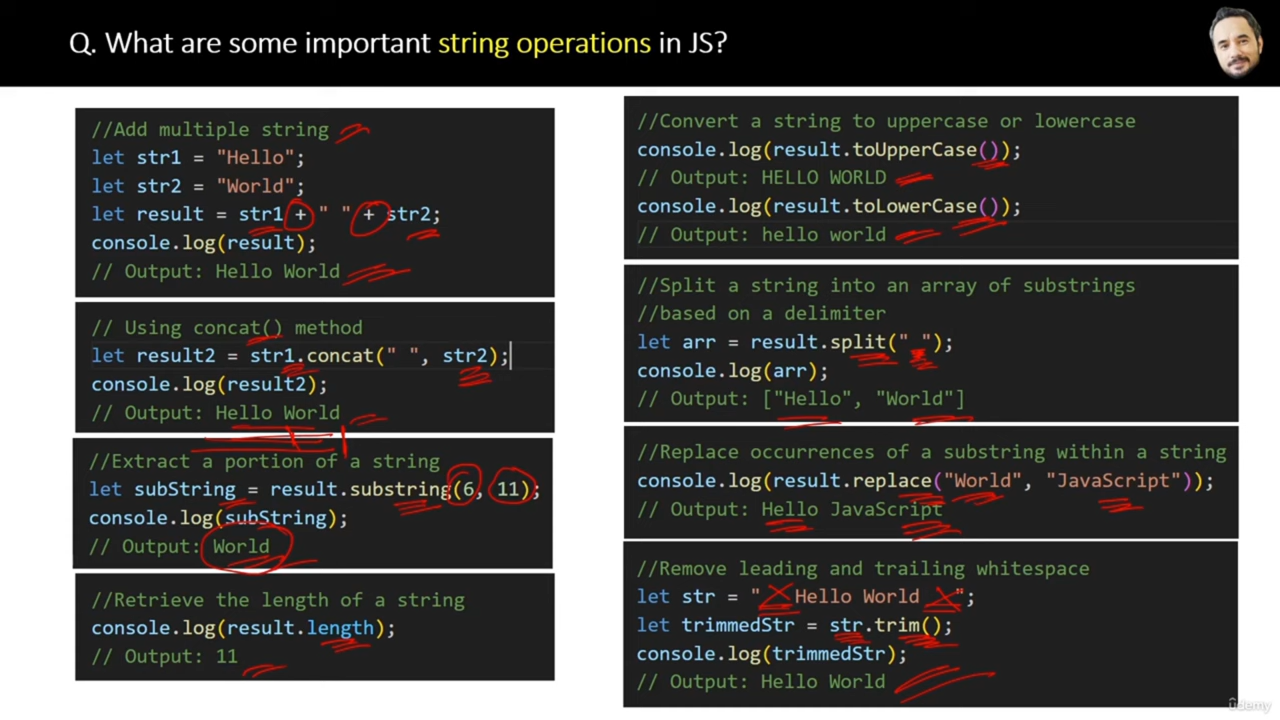 Q. What are some important string operations in JS?
//Add multiple string
let str1 = "Hello";
let str2 = "World";
let result = str1 + " " + str2;
console.log(result);
// Output: Hello World
// Using concat() method
let result2 = str1.concat(" ", str2);
console.log(result2);
// Output: Hello World
//Extract a portion of a string
let subString = result.substring(6, 11);
console.log(subString);
// Output: World
//Retrieve the length of a string
console.log(result.length);
// Output: 11
//Convert a string to uppercase or lowercase
console.log(result.toUpperCase());
// Output: HELLO WORLD
console.log(result.toLowerCase());
// Output: hello world
//Split a string into an array of substrings
//based on a delimiter
let arr = result.split(" ");
console.log(arr);
// Output: ["Hello", "World"]
//Replace occurrences of a substring within a string
console.log(result.replace("World", "JavaScript"));
// Output: Hello JavaScript
//Remove leading and trailing whitespace
let str = "  Hello World  ";
let trimmedStr = str.trim();
console.log(trimmedStr);
// Output: Hello World
ûdemy